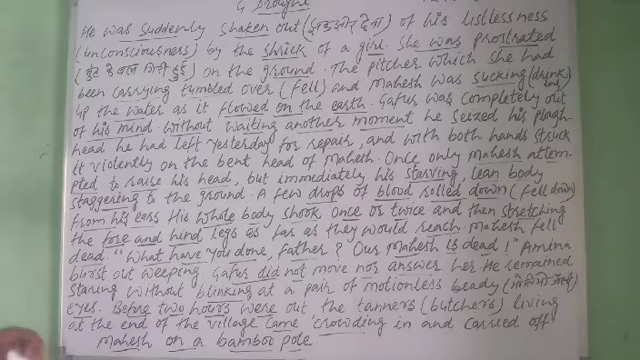 Drought
He was suddenly shaken out (झकझोर देना) of his listlessness
(unconsciousness) by the shrick of a girl. She was prostrated
(मुँह के बल गिरी हुई) on the ground. The pitcher which she had
been carrying tumbled over (fell) and Mahesh was sucking (drink
ing) up the water as it flowed on the earth. Gafur was completely out
of his mind. without waiting another moment he seized his plough-
head he had left yesterday for repair, and with both hands struck
it violently on the bent head of Mahesh. Once only Mahesh attem-
pted to raise his head, but immediately his starving, lean body
staggering to the ground. A few drops of blood rolled down (fell down)
from his ears. His whole body shook once or twice and then stretching
the fore and hind legs as far as they would reach Mahesh fell
dead. "What have you done, father? Our Mahesh is dead!" Amina
burst out weeping. Gafur did not move nor answer her. He remained
staring without blinking at a pair of motionless beady
eyes. Before two hours were out the tanners (butchers) living
at the end of the village came crowding in and carried off
Mahesh on a bamboo pole.